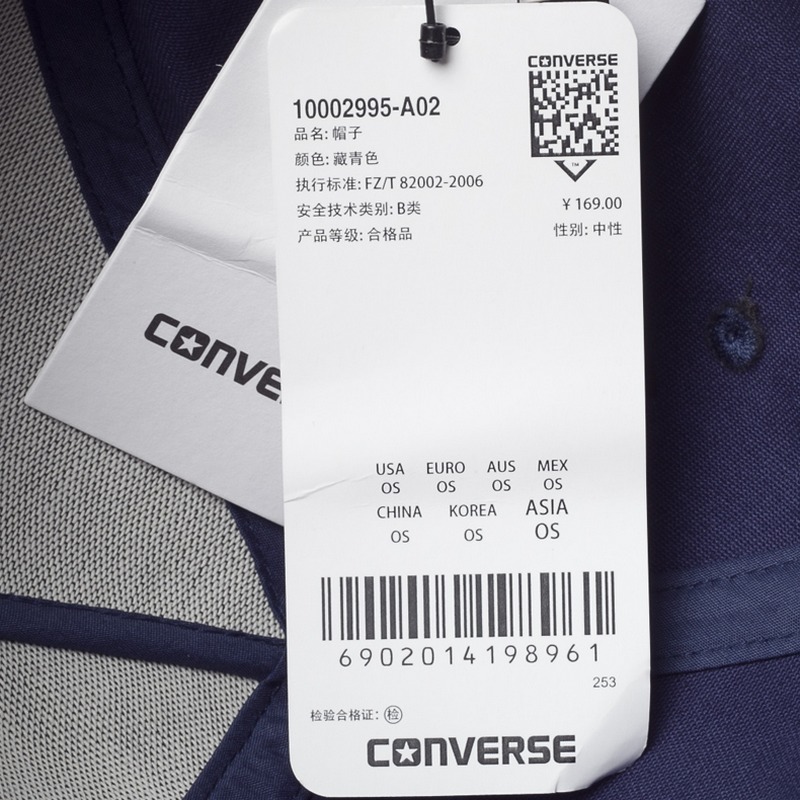 CONVERSE
10002995-A02
品名: 帽子
颜色: 藏青色
执行标准: FZ/T 82002-2006
安全技术类别: B类
¥ 169.00
产品等级: 合格品
性别: 中性
CONVE
USA EURO AUS MEX
OS OS OS OS
CHINA KOREA ASIA
OS OS OS
6902014198961
253
检验合格证: 检
CONVERSE